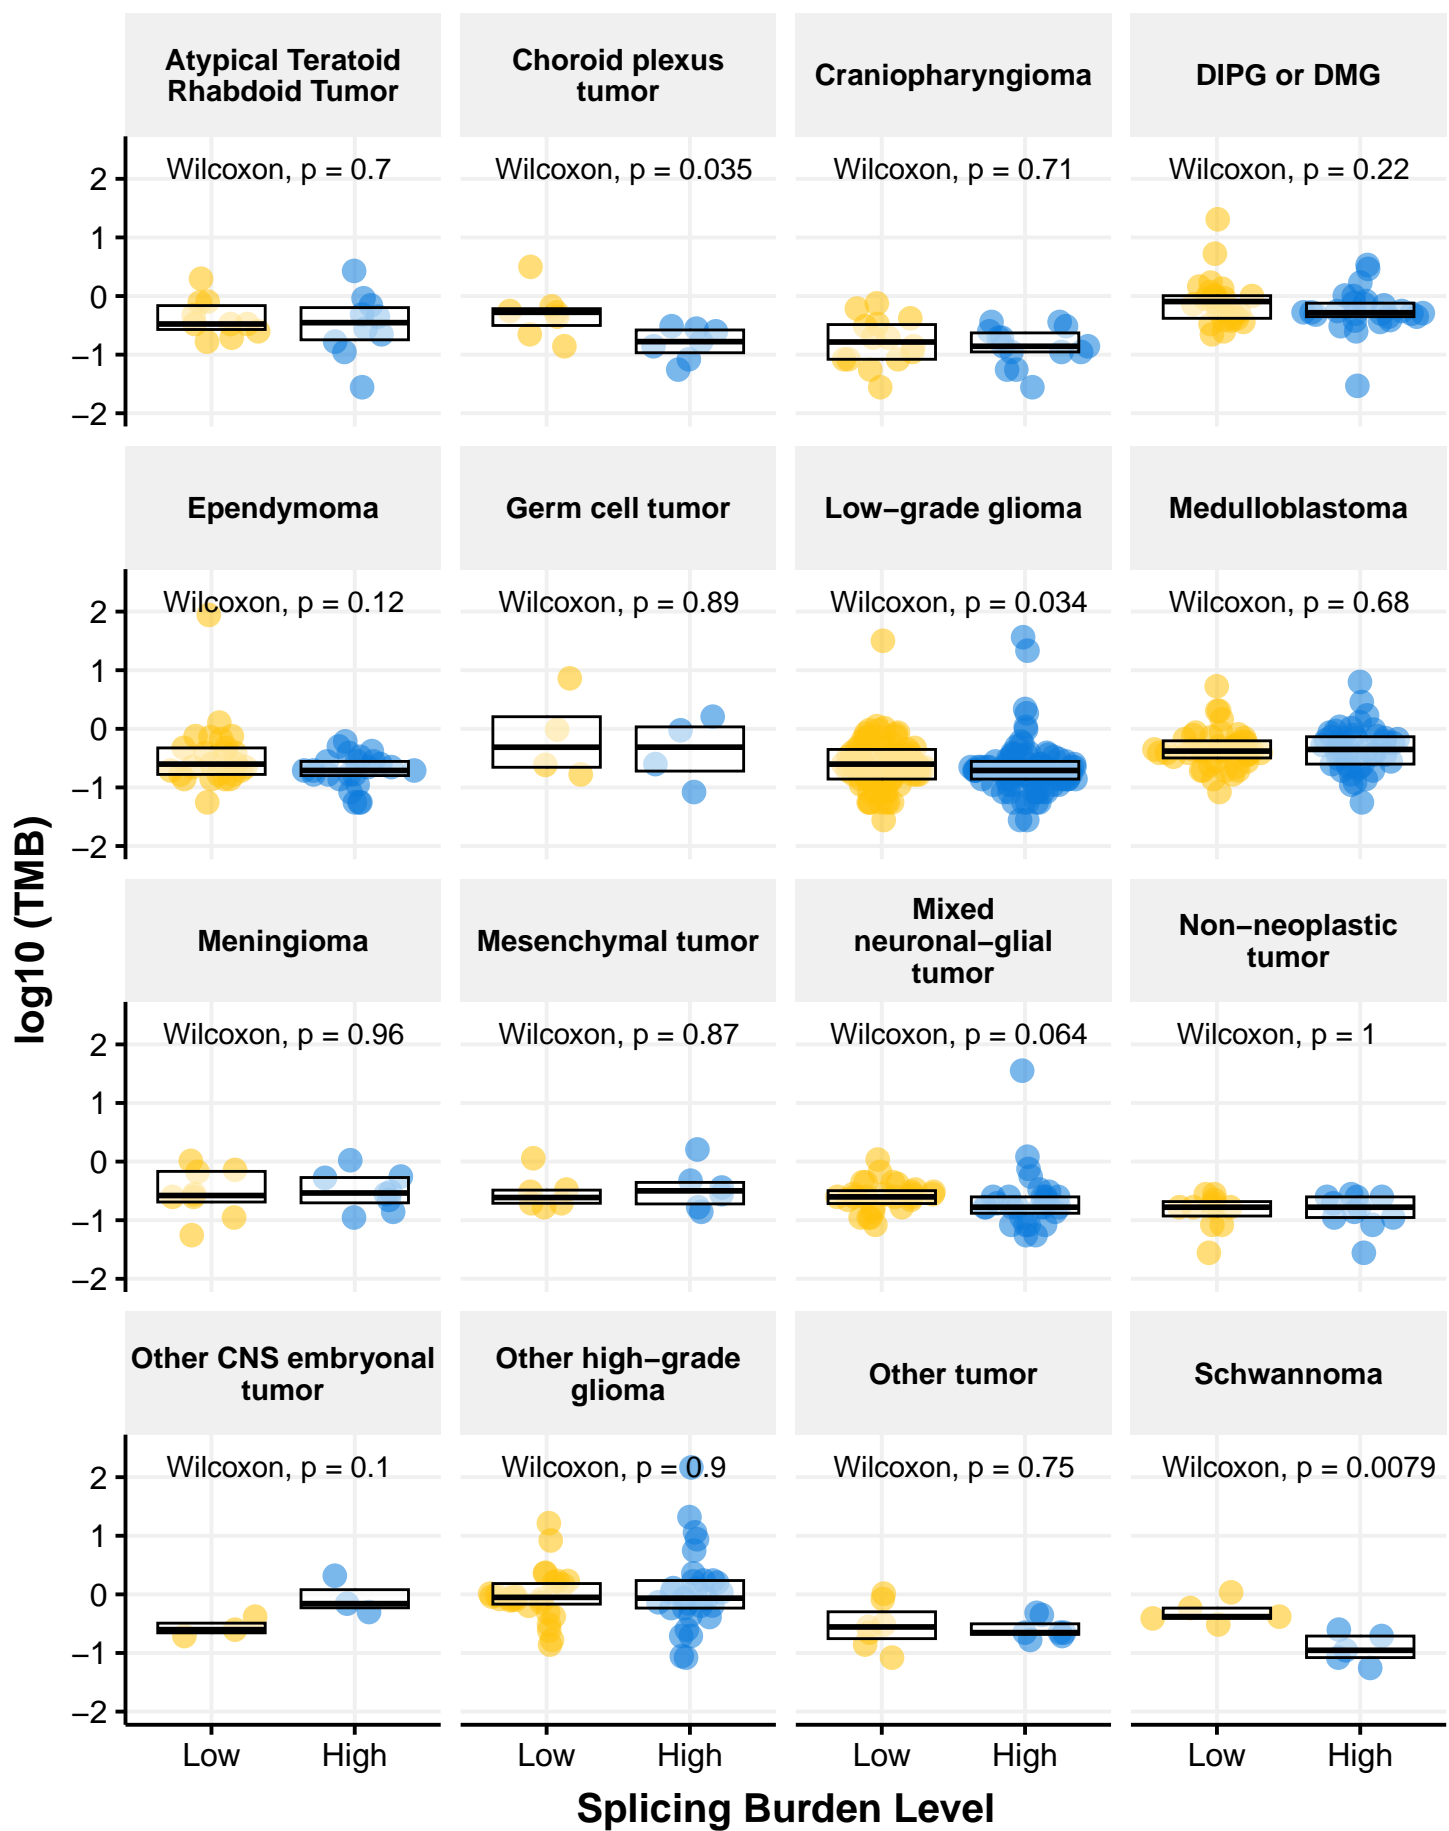 Atypical Teratoid
Rhabdoid Tumor
Choroid plexus
tumor
Craniopharyngioma
DIPG or DMG
Wilcoxon, p = 0.7
Wilcoxon, p = 0.035
Wilcoxon, p = 0.71
Wilcoxon, p = 0.22
2
1
0
−1
−2
Ependymoma
Germ cell tumor
Low−grade glioma
Medulloblastoma
Wilcoxon, p = 0.12
Wilcoxon, p = 0.89
Wilcoxon, p = 0.034
Wilcoxon, p = 0.68
2
1
0
−1
−2
log10 (TMB)
Meningioma
Mesenchymal tumor
Mixed
neuronal−glial
tumor
Non−neoplastic
tumor
Wilcoxon, p = 0.96
Wilcoxon, p = 0.87
Wilcoxon, p = 0.064
Wilcoxon, p = 1
2
1
0
−1
−2
Other CNS embryonal
tumor
Other high−grade
glioma
Other tumor
Schwannoma
Wilcoxon, p = 0.1
Wilcoxon, p = 0.9
Wilcoxon, p = 0.75
Wilcoxon, p = 0.0079
2
1
0
−1
−2
Low High Low High Low High Low High
Splicing Burden Level